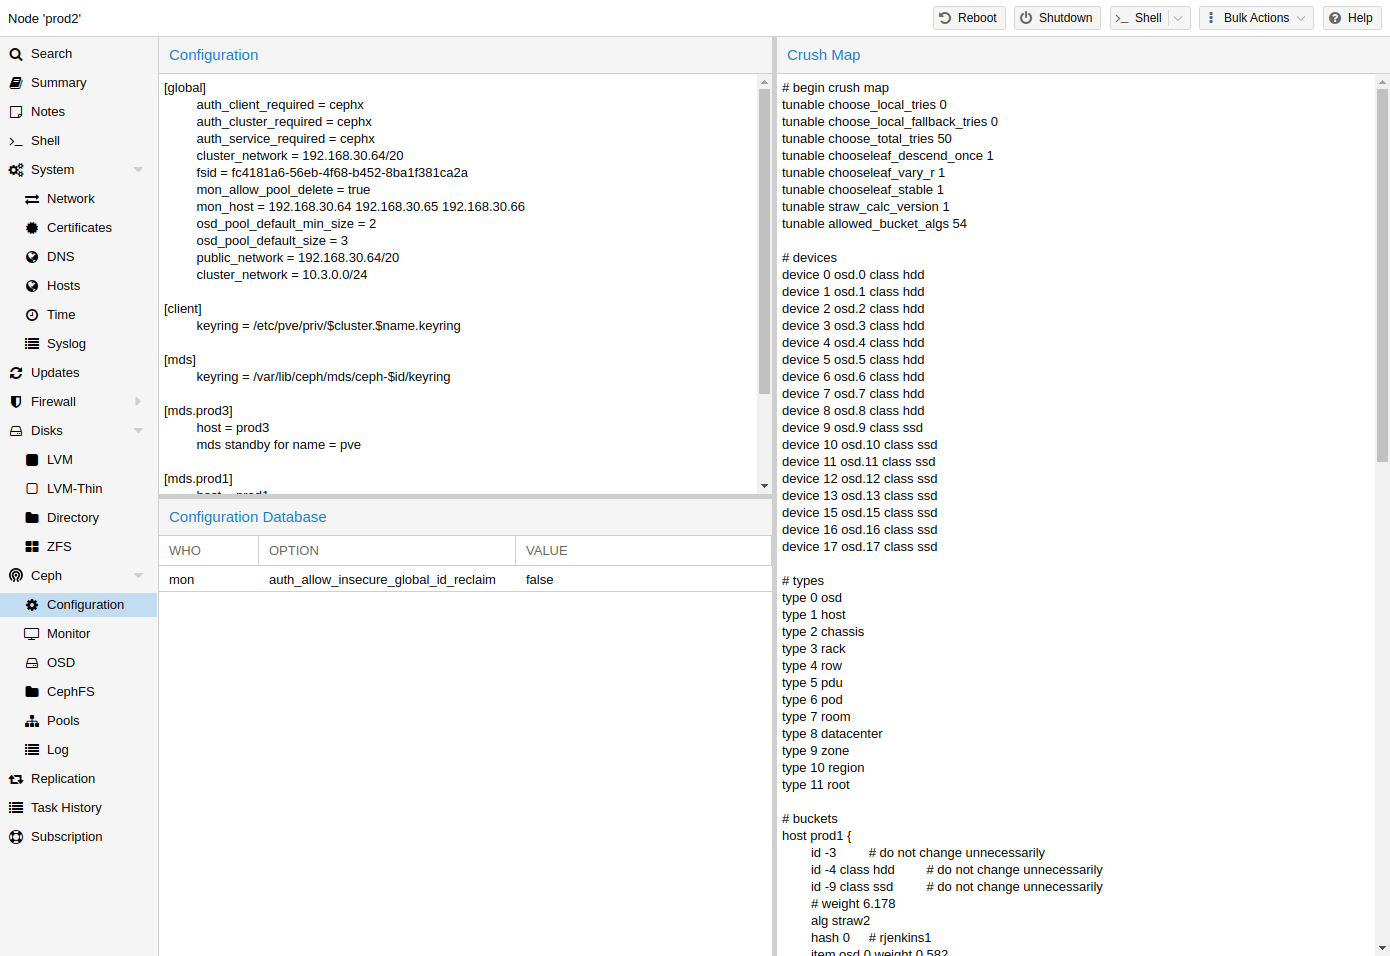 Node 'prod2'
Reboot
Shutdown
Shell
Bulk Actions
Help
Search
Summary
Notes
Shell
System
Network
Certificates
DNS
Hosts
Time
Syslog
Updates
Firewall
Disks
LVM
LVM-Thin
Directory
ZFS
Ceph
Configuration
Monitor
OSD
CephFS
Pools
Log
Replication
Task History
Subscription
Configuration
[global]
auth_client_required = cephx
auth_cluster_required = cephx
auth_service_required = cephx
cluster_network = 192.168.30.64/20
fsid = fc4181a6-56eb-4f68-b452-8ba1f381ca2a
mon_allow_pool_delete = true
mon_host = 192.168.30.64 192.168.30.65 192.168.30.66
osd_pool_default_min_size = 2
osd_pool_default_size = 3
public_network = 192.168.30.64/20
cluster_network = 10.3.0.0/24
[client]
keyring = /etc/pve/priv/$cluster.$name.keyring
[mds]
keyring = /var/lib/ceph/mds/ceph-$id/keyring
[mds.prod3]
host = prod3
mds standby for name = pve
[mds.prod1]
host = prod1
Configuration Database
WHO OPTION VALUE
mon auth_allow_insecure_global_id_reclaim false
Crush Map
# begin crush map
tunable choose_local_tries 0
tunable choose_local_fallback_tries 0
tunable choose_total_tries 50
tunable chooseleaf_descend_once 1
tunable chooseleaf_vary_r 1
tunable chooseleaf_stable 1
tunable straw_calc_version 1
tunable allowed_bucket_algs 54
# devices
device 0 osd.0 class hdd
device 1 osd.1 class hdd
device 2 osd.2 class hdd
device 3 osd.3 class hdd
device 4 osd.4 class hdd
device 5 osd.5 class hdd
device 6 osd.6 class hdd
device 7 osd.7 class hdd
device 8 osd.8 class hdd
device 9 osd.9 class ssd
device 10 osd.10 class ssd
device 11 osd.11 class ssd
device 12 osd.12 class ssd
device 13 osd.13 class ssd
device 15 osd.15 class ssd
device 16 osd.16 class ssd
device 17 osd.17 class ssd
# types
type 0 osd
type 1 host
type 2 chassis
type 3 rack
type 4 row
type 5 pdu
type 6 pod
type 7 room
type 8 datacenter
type 9 zone
type 10 region
type 11 root
# buckets
host prod1 {
id -3 # do not change unnecessarily
id -4 class hdd # do not change unnecessarily
id -9 class ssd # do not change unnecessarily
# weight 6.178
alg straw2
hash 0 # rjenkins1
item osd.0 weight 0.582